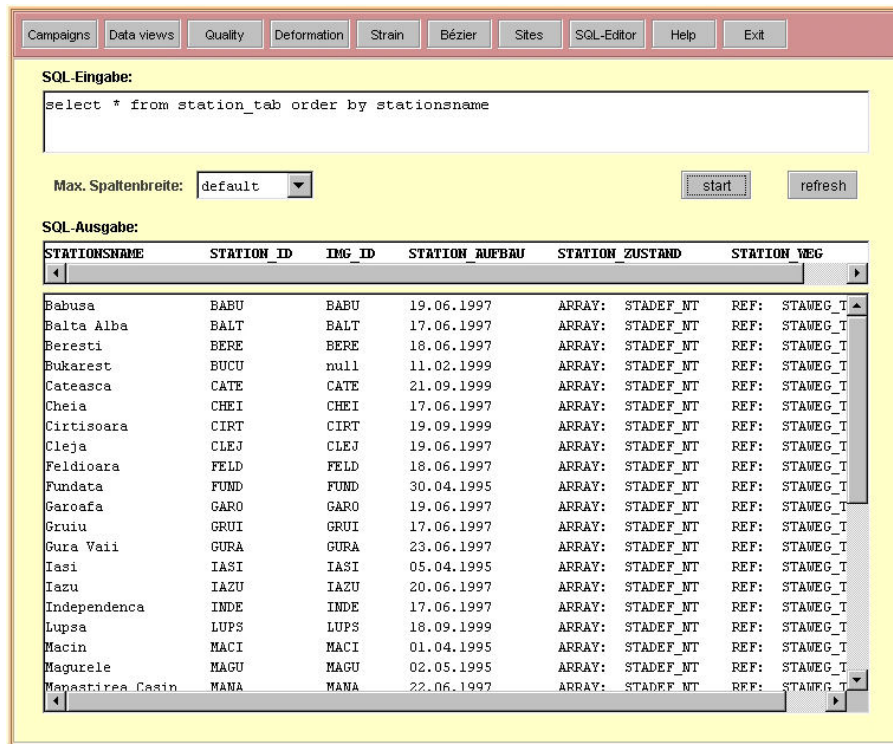 Campaigns Data views Quality Deformation Strain Bézier Sites SQL-Editor Help Exit
SQL-Eingabe:
select * from station_tab order by stationsname
Max. Spaltenbreite: default start refresh
SQL-Ausgabe:
STATIONSNAME STATION_ID IMG_ID STATION_AUFBAU STATION_ZUSTAND STATION_WEG
Babusa BABU BABU 19.06.1997 ARRAY: STADEF_NT REF: STAWEG_T
Balta Alba BALT BALT 17.06.1997 ARRAY: STADEF_NT REF: STAWEG_T
Beresti BERE BERE 18.06.1997 ARRAY: STADEF_NT REF: STAWEG_T
Bukarest BUCU null 11.02.1999 ARRAY: STADEF_NT REF: STAWEG_T
Cateasca CATE CATE 21.09.1999 ARRAY: STADEF_NT REF: STAWEG_T
Cheia CHEI CHEI 17.06.1997 ARRAY: STADEF_NT REF: STAWEG_T
Cirtisoara CIRT CIRT 19.09.1999 ARRAY: STADEF_NT REF: STAWEG_T
Cleja CLEJ CLEJ 19.06.1997 ARRAY: STADEF_NT REF: STAWEG_T
Feldioara FELD FELD 18.06.1997 ARRAY: STADEF_NT REF: STAWEG_T
Fundata FUND FUND 30.04.1995 ARRAY: STADEF_NT REF: STAWEG_T
Garoafa GARO GARO 19.06.1997 ARRAY: STADEF_NT REF: STAWEG_T
Gruiu GRUI GRUI 17.06.1997 ARRAY: STADEF_NT REF: STAWEG_T
Gura Vaii GURA GURA 23.06.1997 ARRAY: STADEF_NT REF: STAWEG_T
Iasi IASI IASI 05.04.1995 ARRAY: STADEF_NT REF: STAWEG_T
Iazu IAZU IAZU 20.06.1997 ARRAY: STADEF_NT REF: STAWEG_T
Independenca INDE INDE 17.06.1997 ARRAY: STADEF_NT REF: STAWEG_T
Lupsa LUPS LUPS 18.09.1999 ARRAY: STADEF_NT REF: STAWEG_T
Macin MACI MACI 01.04.1995 ARRAY: STADEF_NT REF: STAWEG_T
Magurele MAGU MAGU 02.05.1995 ARRAY: STADEF_NT REF: STAWEG_T
Manastirea Casin MANA MANA 22.06.1997 ARRAY: STADEF_NT REF: STAWEG_T